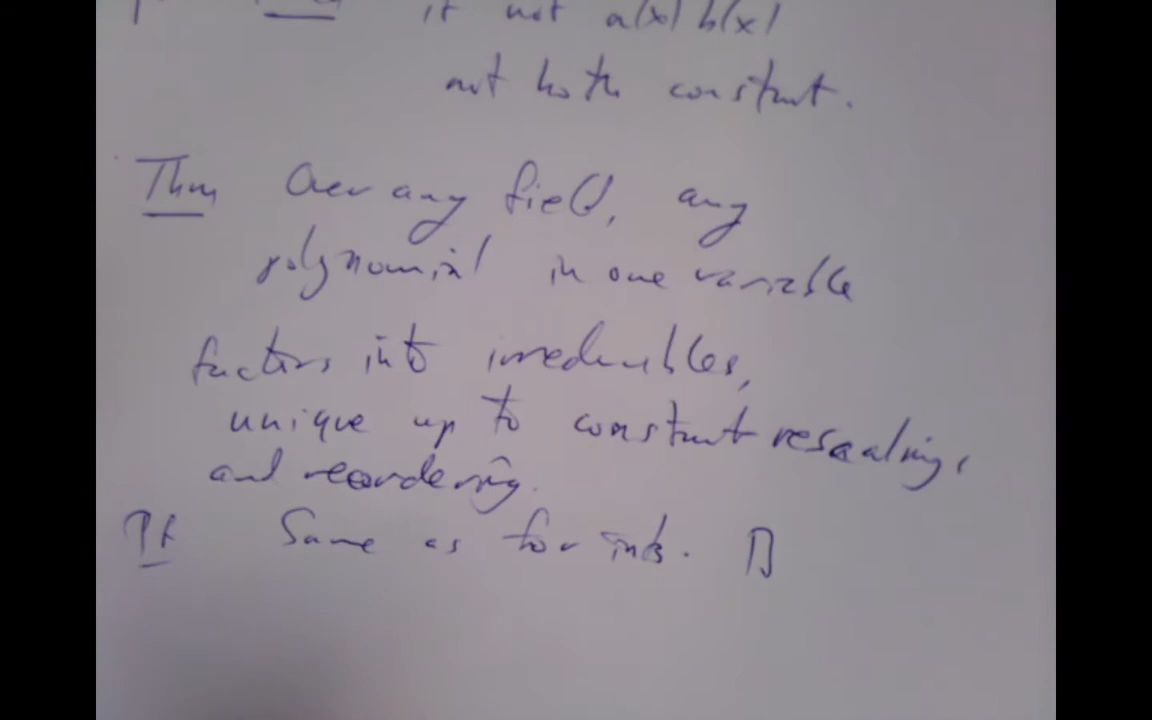 if not a(x) b(x)
not both constant.
Thm Over any field, any
polynomial in one variable
factors into irreducibles,
unique up to constant rescaling,
and reordering.
Pf Same as for ints. □